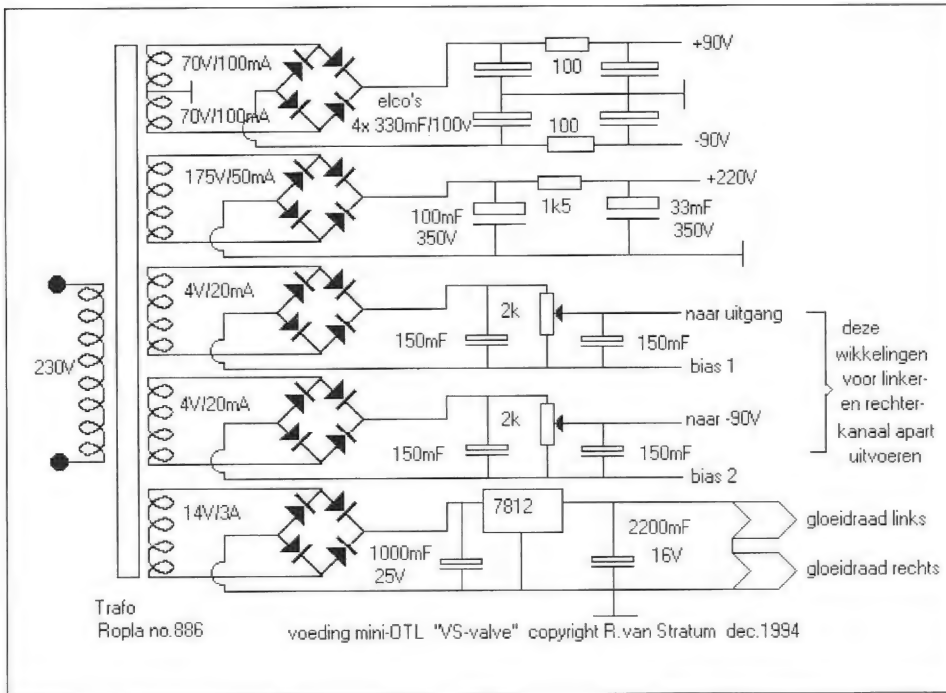 70V/100mA
70V/100mA
elco's
4x 330mF/100v
100
100
+90V
-90V
175V/50mA
100mF
350V
1k5
33mF
350V
+220V
230V
4V/20mA
150mF
2k
150mF
naar uitgang
bias 1
4V/20mA
150mF
2k
150mF
naar -90V
bias 2
deze
wikkelingen
voor linker-
en rechter-
kanaal apart
uitvoeren
14V/3A
1000mF
25V
7812
2200mF
16V
gloeidraad links
gloeidraad rechts
Trafo
Ropla no.886
voeding mini-OTL "VS-valve" copyright R.van Stratum dec.1994